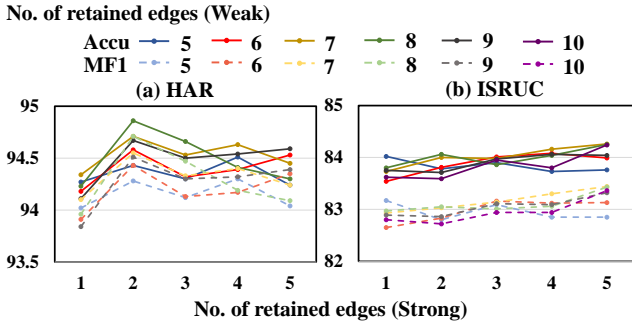 No. of retained edges (Weak)
Accu 5 6 7 8 9 10
MF1 5 6 7 8 9 10
(a) HAR (b) ISRUC
95 85
94.5 84
94 83
93.5 82
1 2 3 4 5 1 2 3 4 5
No. of retained edges (Strong)